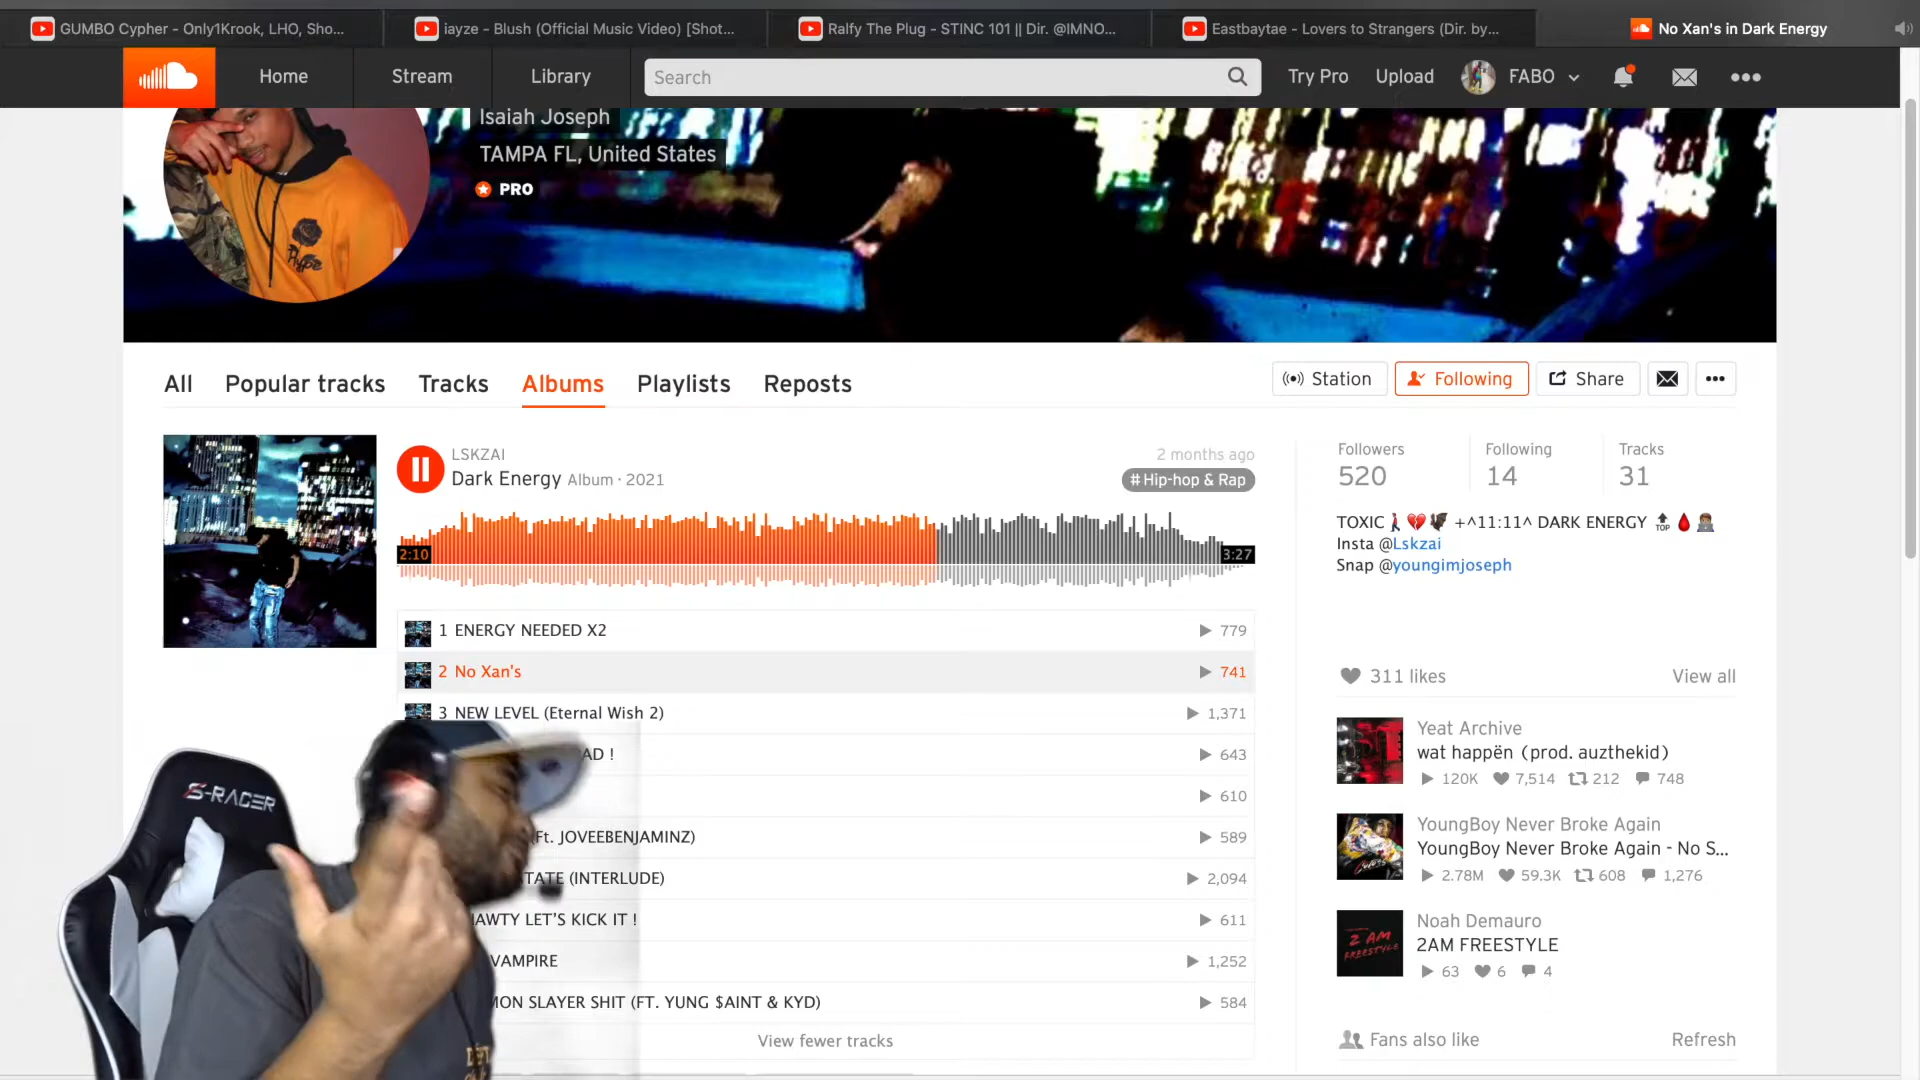 GUMBO Cypher - Only1Krook, LHO, Sho...
iayze - Blush (Official Music Video) [Shot...
Ralfy The Plug - STINC 101 || Dir. @IMNO...
Eastbaytae - Lovers to Strangers (Dir. by...
No Xan's in Dark Energy
Home
Stream
Library
Search
Try Pro
Upload
FABO
Isaiah Joseph
TAMPA FL, United States
PRO
Hype
All
Popular tracks
Tracks
Albums
Playlists
Reposts
Station
Following
Share
LSKZAI
2 months ago
Dark Energy Album · 2021
# Hip-hop & Rap
2:10
3:27
1 ENERGY NEEDED X2
779
2 No Xan's
741
3 NEW LEVEL (Eternal Wish 2)
1,371
AD !
643
610
(Ft. JOVEEBENJAMINZ)
589
STATE (INTERLUDE)
2,094
AWTY LET'S KICK IT !
611
VAMPIRE
1,252
MON SLAYER SHIT (FT. YUNG $AINT & KYD)
584
View fewer tracks
Followers
520
Following
14
Tracks
31
TOXIC🚶🏾💔🦇 +^11:11^ DARK ENERGY 🔝🩸👨🏾‍💻
Insta @Lskzai
Snap @youngimjoseph
311 likes
View all
Yeat Archive
wat happën (prod. auzthekid)
120K 7,514 212 748
YoungBoy Never Broke Again
YoungBoy Never Broke Again - No S...
2.78M 59.3K 608 1,276
2 AM
FREESTYLE
Noah Demauro
2AM FREESTYLE
63 6 4
Fans also like
Refresh
S-RACER